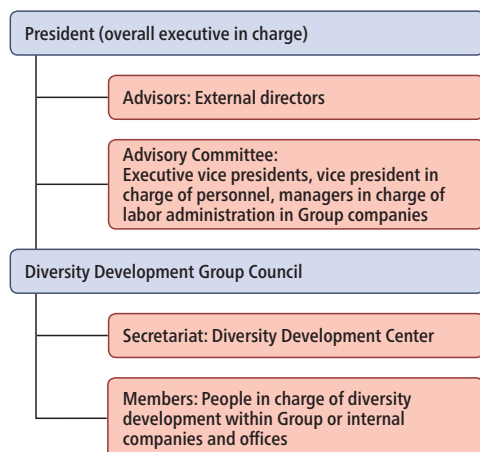 President (overall executive in charge)
Advisors: External directors
Advisory Committee:
Executive vice presidents, vice president in
charge of personnel, managers in charge of
labor administration in Group companies
Diversity Development Group Council
Secretariat: Diversity Development Center
Members: People in charge of diversity
development within Group or internal
companies and offices